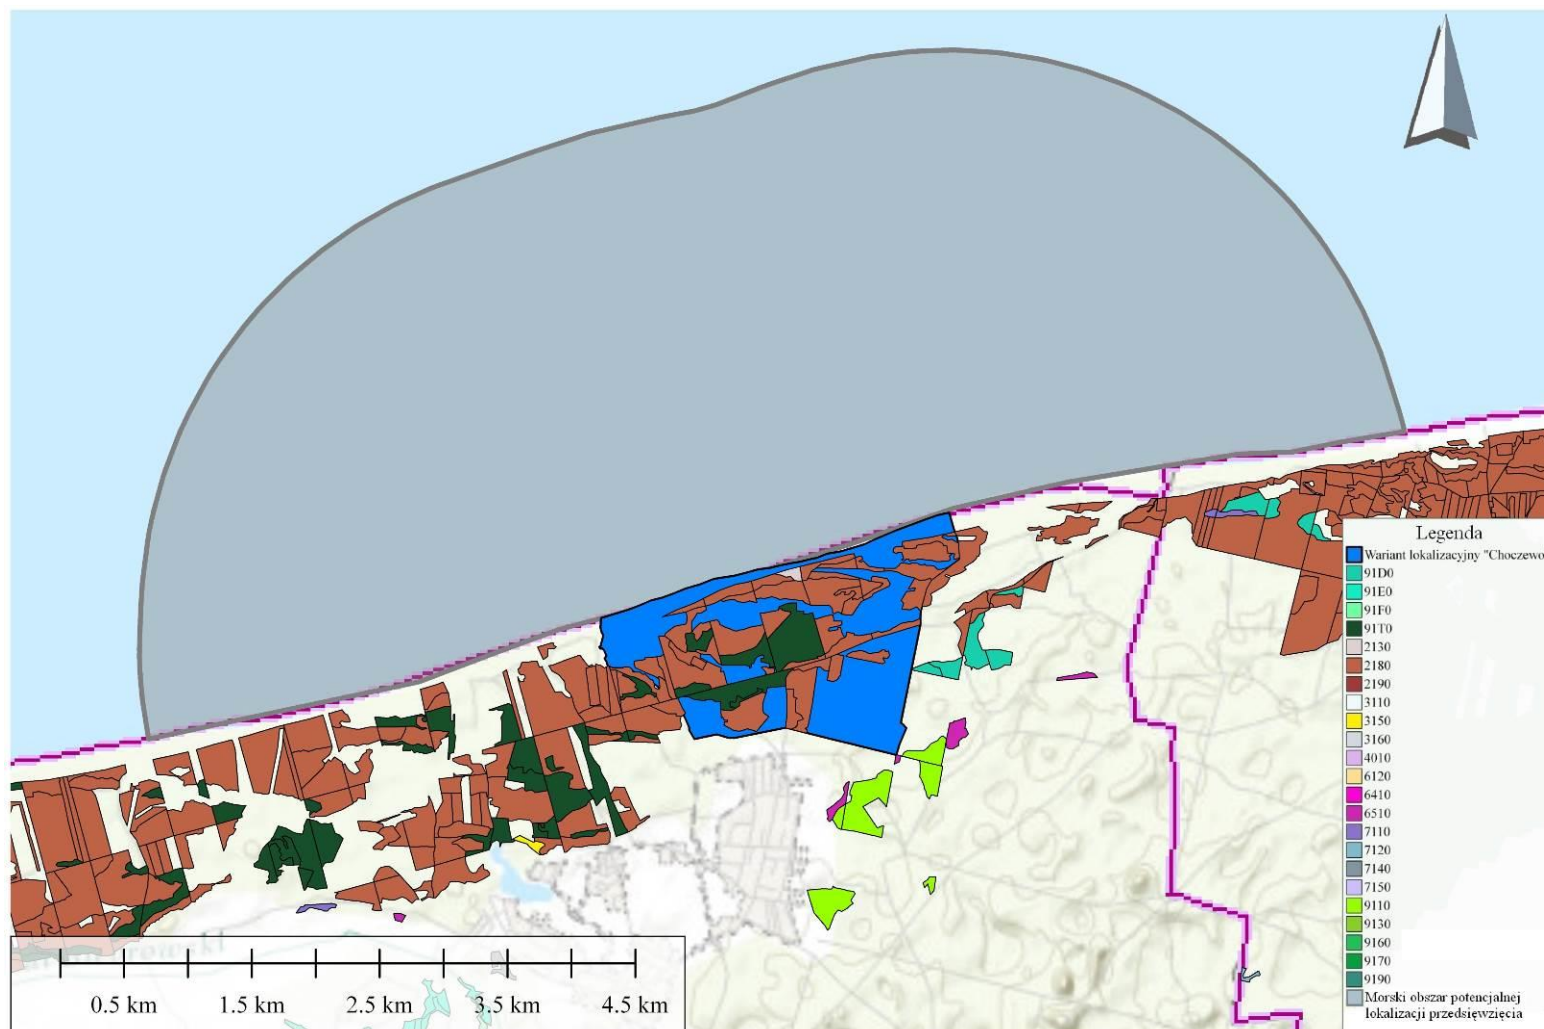 Legenda
Wariant lokalizacyjny "Choczewo
91D0
91E0
91F0
91T0
2130
2180
2190
3110
3150
3160
4010
6120
6410
6510
7110
7120
7140
7150
9110
9130
9160
9170
9190
Morski obszar potencjalnej
lokalizacji przedsięwzięcia
0.5 km 1.5 km 2.5 km 3.5 km 4.5 km